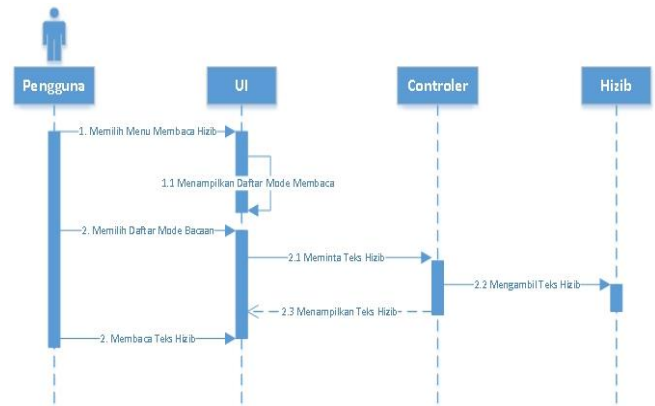 Pengguna
UI
Controler
Hizib
1. Memilih Menu Membaca Hizib
1.1 Menampilkan Daftar Mode Membaca
2. Memilih Daftar Mode Bacaan
2.1 Meminta Teks Hizib
2.2 Mengambil Teks Hizib
2.3 Menampilkan Teks Hizib
2. Membaca Teks Hizib